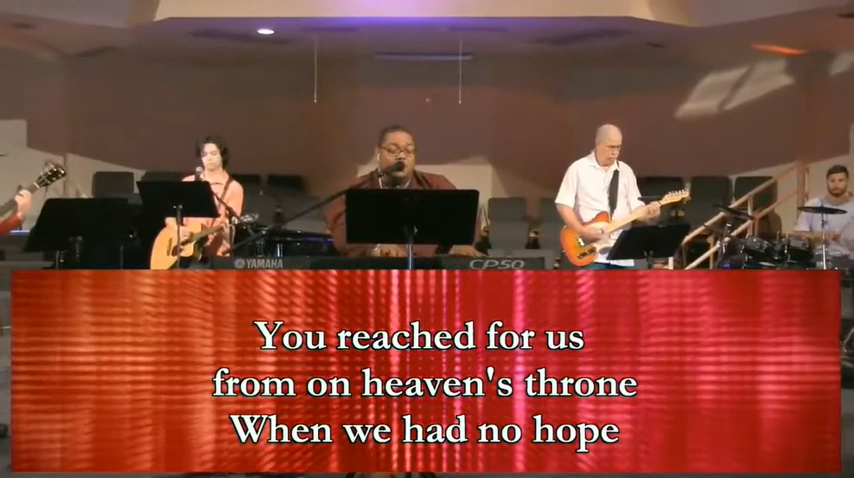 YAMAHA
CP50
You reached for us
from on heaven's throne
When we had no hope